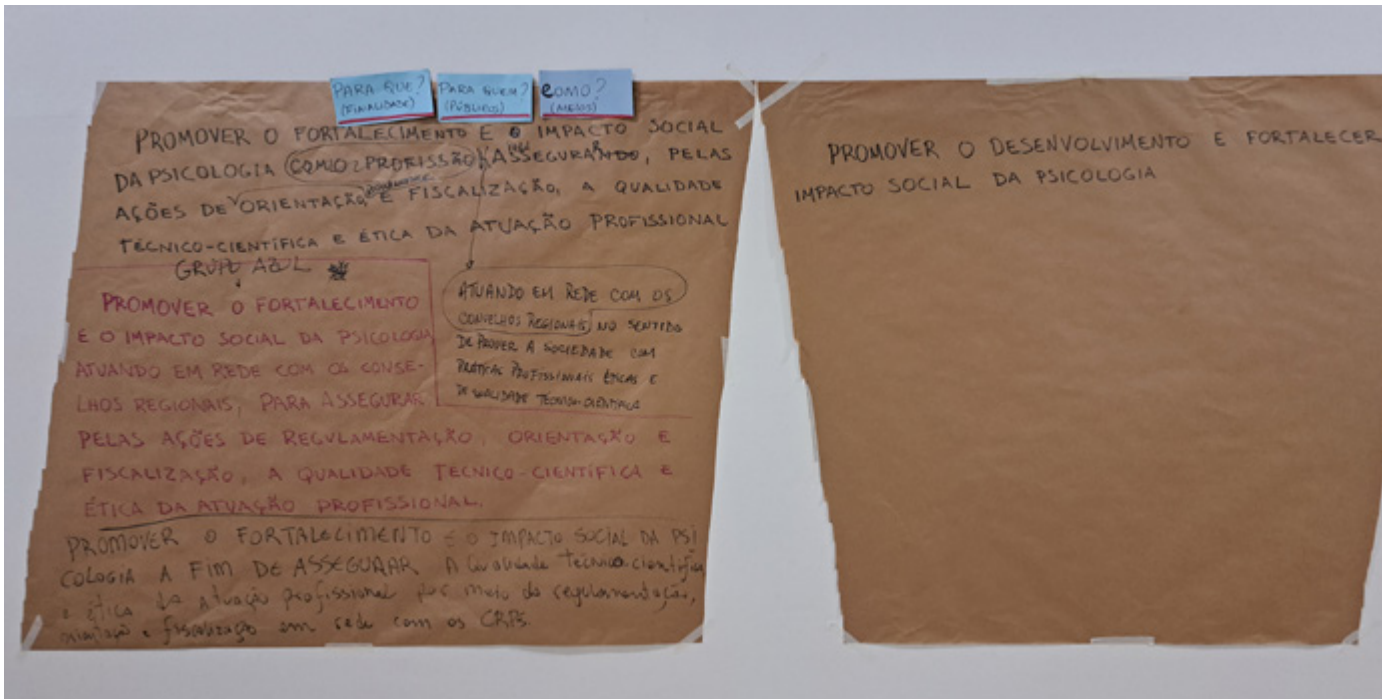 PARA QUE?
(FINALIDADE)
PARA QUEM?
(PÚBLICOS)
COMO?
(MEIOS)
PROMOVER O FORTALECIMENTO E O IMPACTO SOCIAL
DA PSICOLOGIA COMO PROFISSÃO ASSEGURANDO, PELAS
AÇÕES DE ORIENTAÇÃO E FISCALIZAÇÃO, A QUALIDADE
TÉCNICO-CIENTÍFICA E ÉTICA DA ATUAÇÃO PROFISSIONAL
GRUPO AZUL
PROMOVER O FORTALECIMENTO
E O IMPACTO SOCIAL DA PSICOLOGIA
ATUANDO EM REDE COM OS CONSE-
LHOS REGIONAIS, PARA ASSEGURAR
PELAS AÇÕES DE REGULAMENTAÇÃO, ORIENTAÇÃO E
FISCALIZAÇÃO, A QUALIDADE TECNICO-CIENTÍFICA E
ÉTICA DA ATUAÇÃO PROFISSIONAL.
ATUANDO EM REDE COM OS
CONSELHOS REGIONAIS, NO SENTIDO
DE PROVER A SOCIEDADE COM
PRÁTICAS PROFISSIONAIS ÉTICAS E
DE QUALIDADE TÉCNICO-CIENTÍFICA
PROMOVER O FORTALECIMENTO E O IMPACTO SOCIAL DA PSI
COLOGIA A FIM DE ASSEGURAR A Qualidade Técnico-científica
e ética da atuação profissional por meio da regulamentação,
orientação e fiscalização em rede com os CRPs.
PROMOVER O DESENVOLVIMENTO E FORTALECER
IMPACTO SOCIAL DA PSICOLOGIA